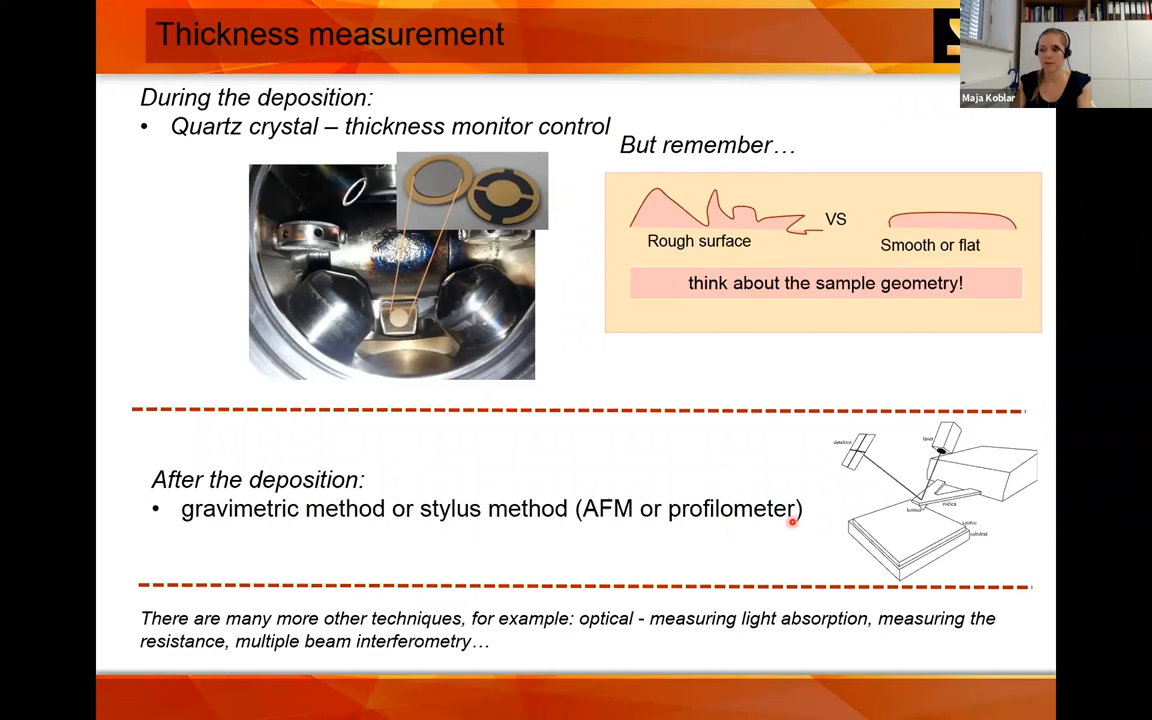 Thickness measurement
Maja Koblar
During the deposition:
• Quartz crystal – thickness monitor control
But remember…
VS
Rough surface
Smooth or flat
think about the sample geometry!
After the deposition:
• gravimetric method or stylus method (AFM or profilometer)
detektor
laser
There are many more other techniques, for example: optical - measuring light absorption, measuring the
resistance, multiple beam interferometry…